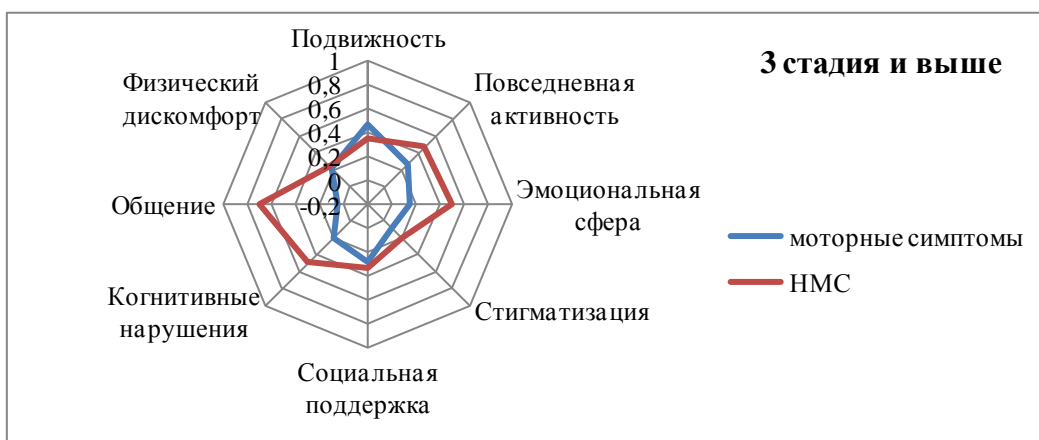 Подвижность
3 стадия и выше
Повседневная
активность
Эмоциональная
сфера
Стигматизация
Социальная
поддержка
Когнитивные
нарушения
Общение
Физический
дискомфорт
1
0,8
0,6
0,4
0,2
0
-0,2
моторные симптомы
НМС